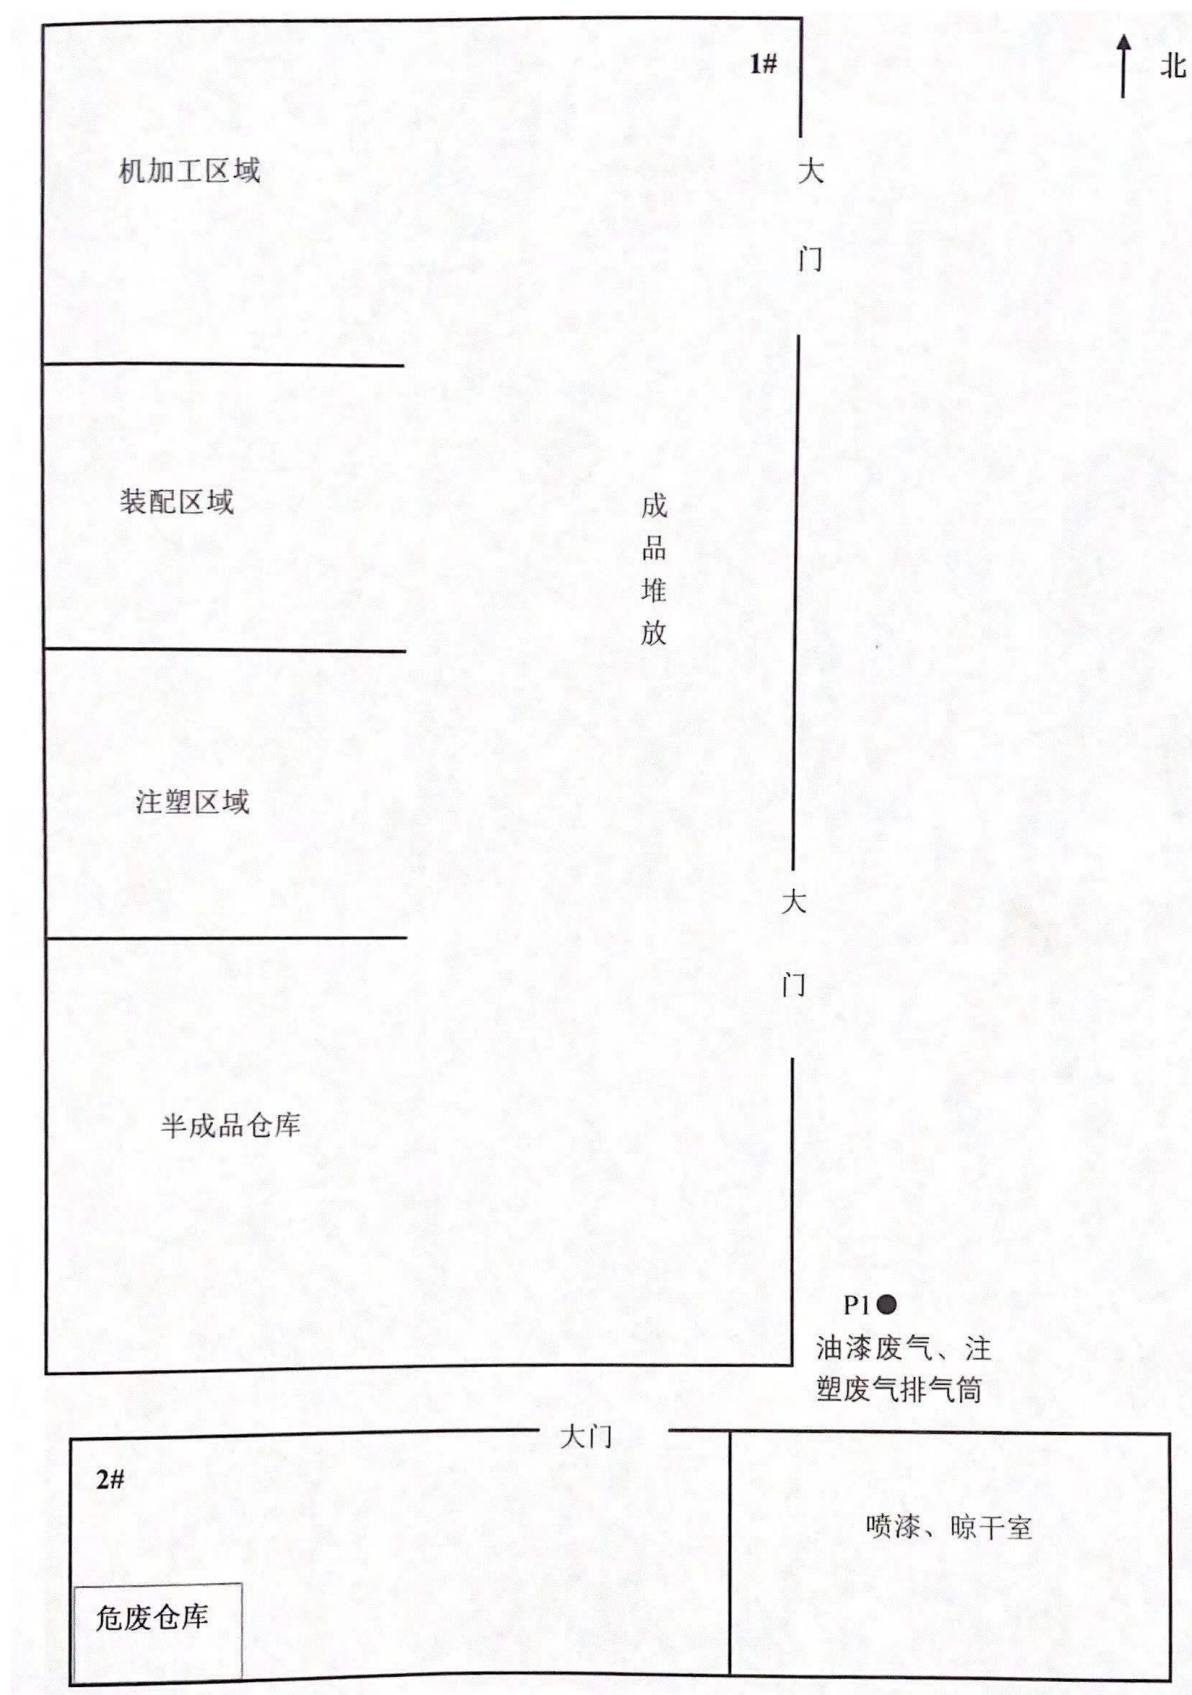 1#
北
机加工区域
大
门
装配区域
成
品
堆
放
注塑区域
大
门
半成品仓库
P1
油漆废气、注
塑废气排气筒
大门
2#
喷漆、晾干室
危废仓库